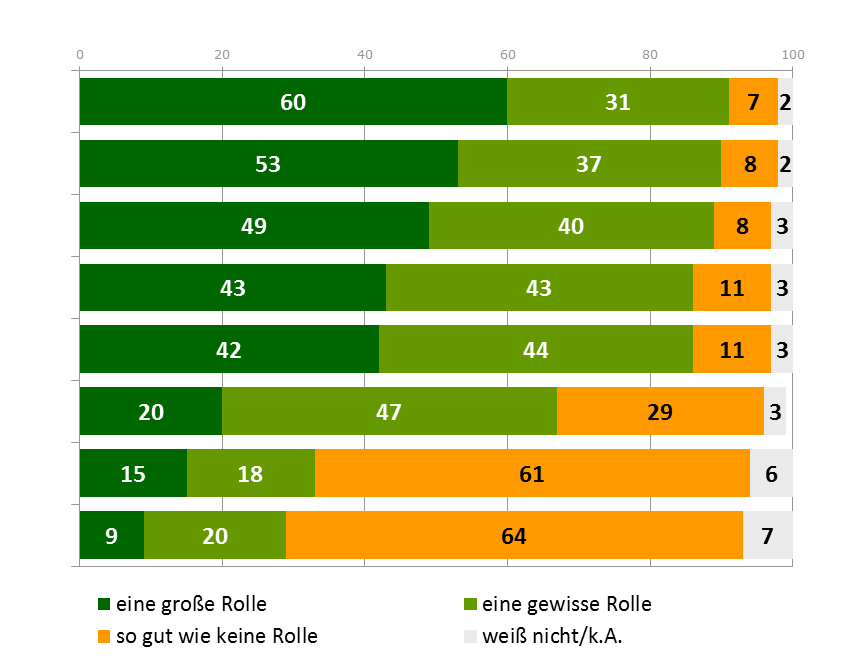 0 20 40 60 80 100
60 31 7 2
53 37 8 2
49 40 8 3
43 43 11 3
42 44 11 3
20 47 29 3
15 18 61 6
9 20 64 7
eine große Rolle eine gewisse Rolle
so gut wie keine Rolle weiß nicht/k.A.